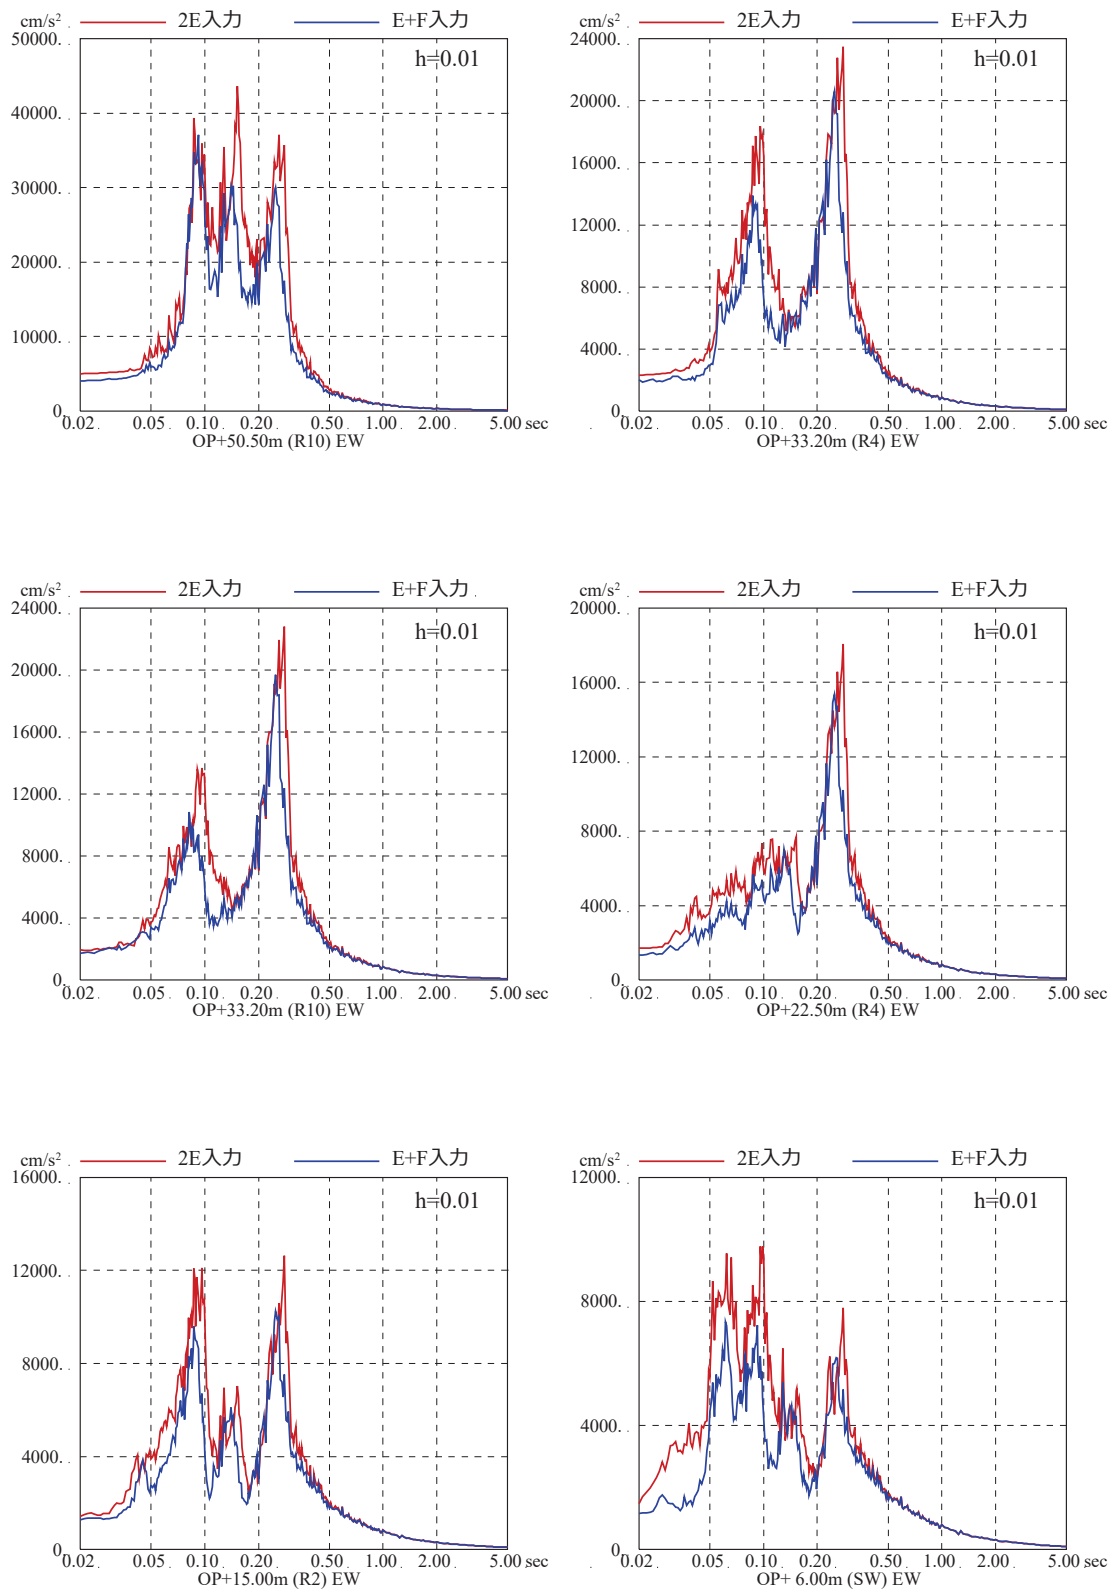 cm/s² 2E入力 E+F入力
50000.
h=0.01
40000.
30000.
20000.
10000.
0.
0.02 0.05 0.10 0.20 0.50 1.00 2.00 5.00 sec
OP+50.50m (R10) EW
cm/s² 2E入力 E+F入力
24000.
h=0.01
20000.
16000.
12000.
8000.
4000.
0.
0.02 0.05 0.10 0.20 0.50 1.00 2.00 5.00 sec
OP+33.20m (R4) EW
cm/s² 2E入力 E+F入力
24000.
h=0.01
20000.
16000.
12000.
8000.
4000.
0.
0.02 0.05 0.10 0.20 0.50 1.00 2.00 5.00 sec
OP+33.20m (R10) EW
cm/s² 2E入力 E+F入力
20000.
h=0.01
16000.
12000.
8000.
4000.
0.
0.02 0.05 0.10 0.20 0.50 1.00 2.00 5.00 sec
OP+22.50m (R4) EW
cm/s² 2E入力 E+F入力
16000.
h=0.01
12000.
8000.
4000.
0.
0.02 0.05 0.10 0.20 0.50 1.00 2.00 5.00 sec
OP+15.00m (R2) EW
cm/s² 2E入力 E+F入力
12000.
h=0.01
8000.
4000.
0.
0.02 0.05 0.10 0.20 0.50 1.00 2.00 5.00 sec
OP+ 6.00m (SW) EW